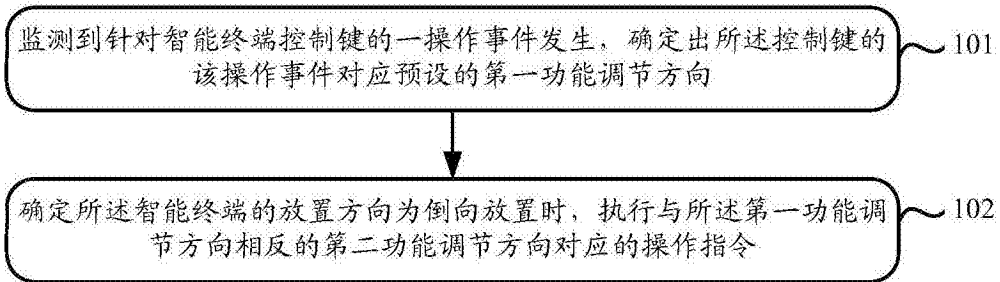 监测到针对智能终端控制键的一操作事件发生，确定出所述控制键的
该操作事件对应预设的第一功能调节方向
101
确定所述智能终端的放置方向为倒向放置时，执行与所述第一功能调
节方向相反的第二功能调节方向对应的操作指令
102